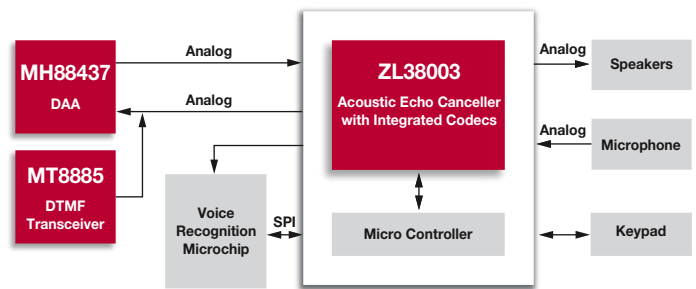 MH88437
DAA
Analog
Analog
MT8885
DTMF
Transceiver
Voice
Recognition
Microchip
SPI
ZL38003
Acoustic Echo Canceller
with Integrated Codecs
Micro Controller
Analog
Speakers
Analog
Microphone
Keypad